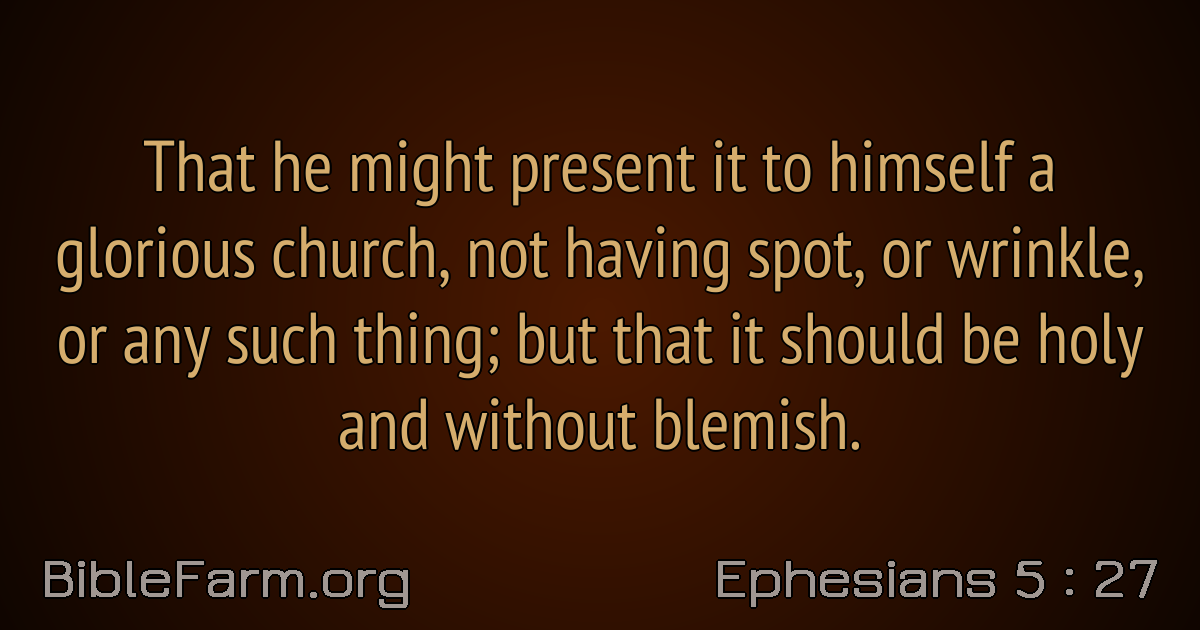 That he might present it to himself a
glorious church, not having spot, or wrinkle,
or any such thing; but that it should be holy
and without blemish.
BibleFarm.org
Ephesians 5 : 27